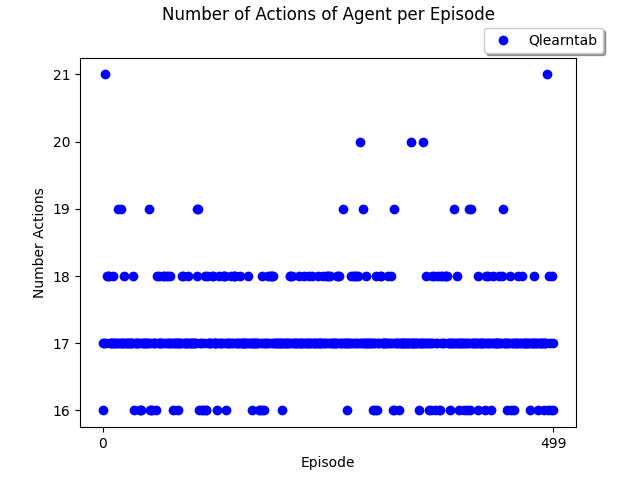 Number of Actions of Agent per Episode
Qlearntab
21
20
19
18
17
16
Number Actions
0
499
Episode